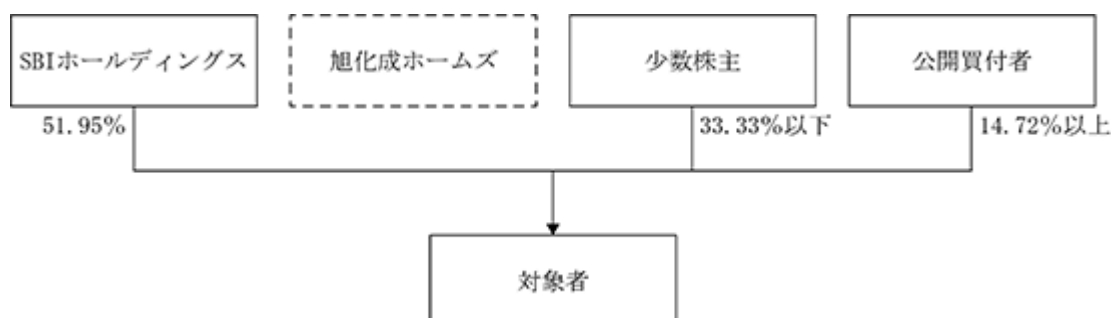 SBIホールディングス
旭化成ホームズ
少数株主
公開買付者
51.95%
33.33%以下
14.72%以上
対象者